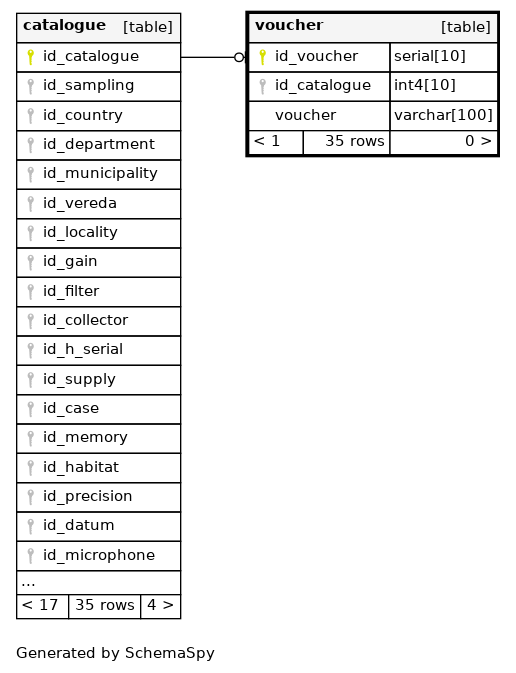 catalogue [table]
id_catalogue
id_sampling
id_country
id_department
id_municipality
id_vereda
id_locality
id_gain
id_filter
id_collector
id_h_serial
id_supply
id_case
id_memory
id_habitat
id_precision
id_datum
id_microphone
...
< 17 35 rows 4 >
voucher [table]
id_voucher serial[10]
id_catalogue int4[10]
voucher varchar[100]
< 1 35 rows 0 >
Generated by SchemaSpy